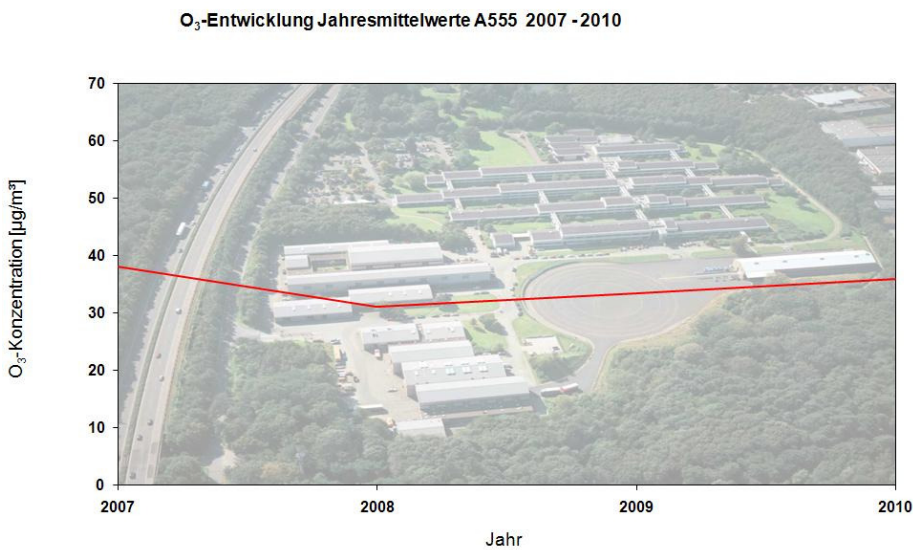 O₃-Entwicklung Jahresmittelwerte A555 2007 - 2010
O₃-Konzentration [µg/m³]
70
60
50
40
30
20
10
0
2007 2008 2009 2010
Jahr